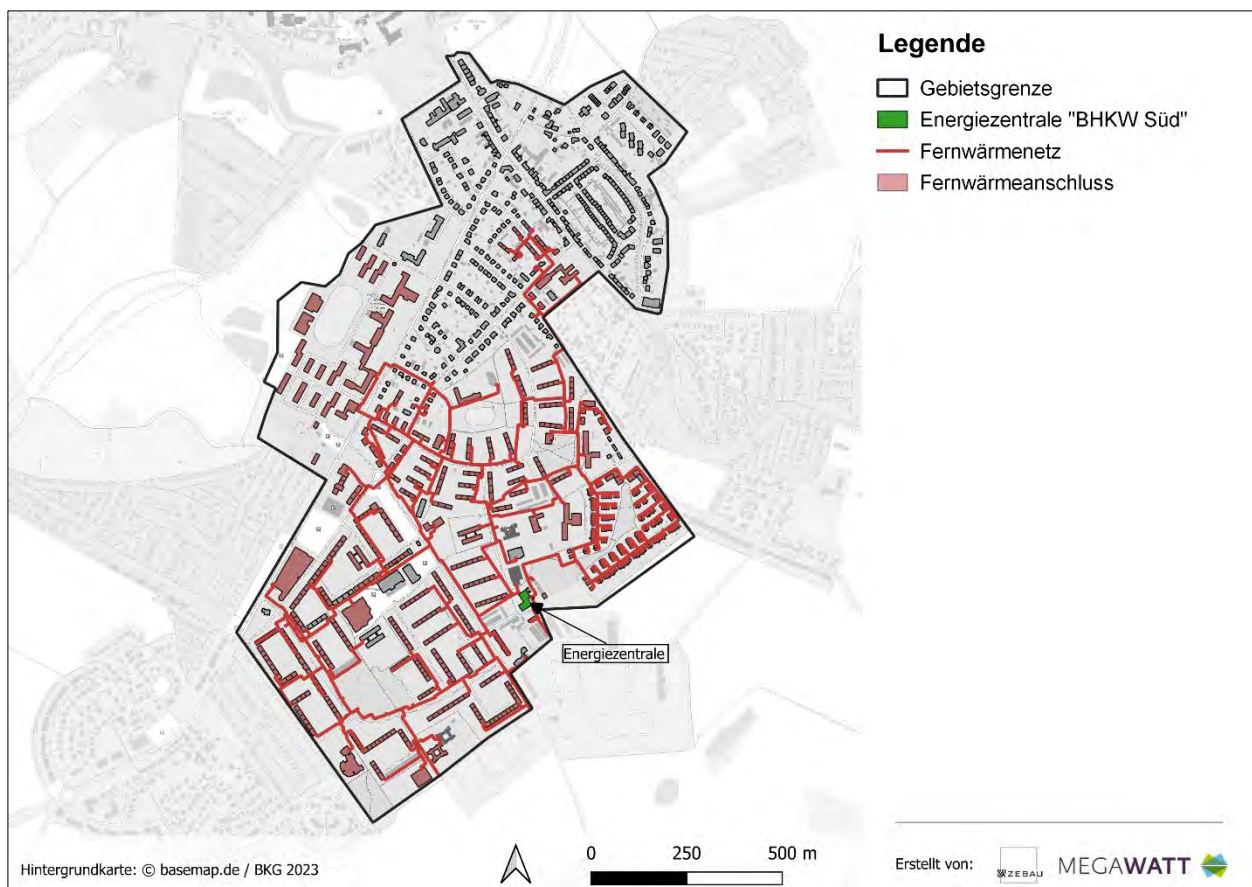 Legende
Gebietsgrenze
Energiezentrale "BHKW Süd"
Fernwärmenetz
Fernwärmeanschluss
Energiezentrale
Hintergrundkarte: © basemap.de / BKG 2023
0 250 500 m
Erstellt von:
ZEBAU
MEGAWATT